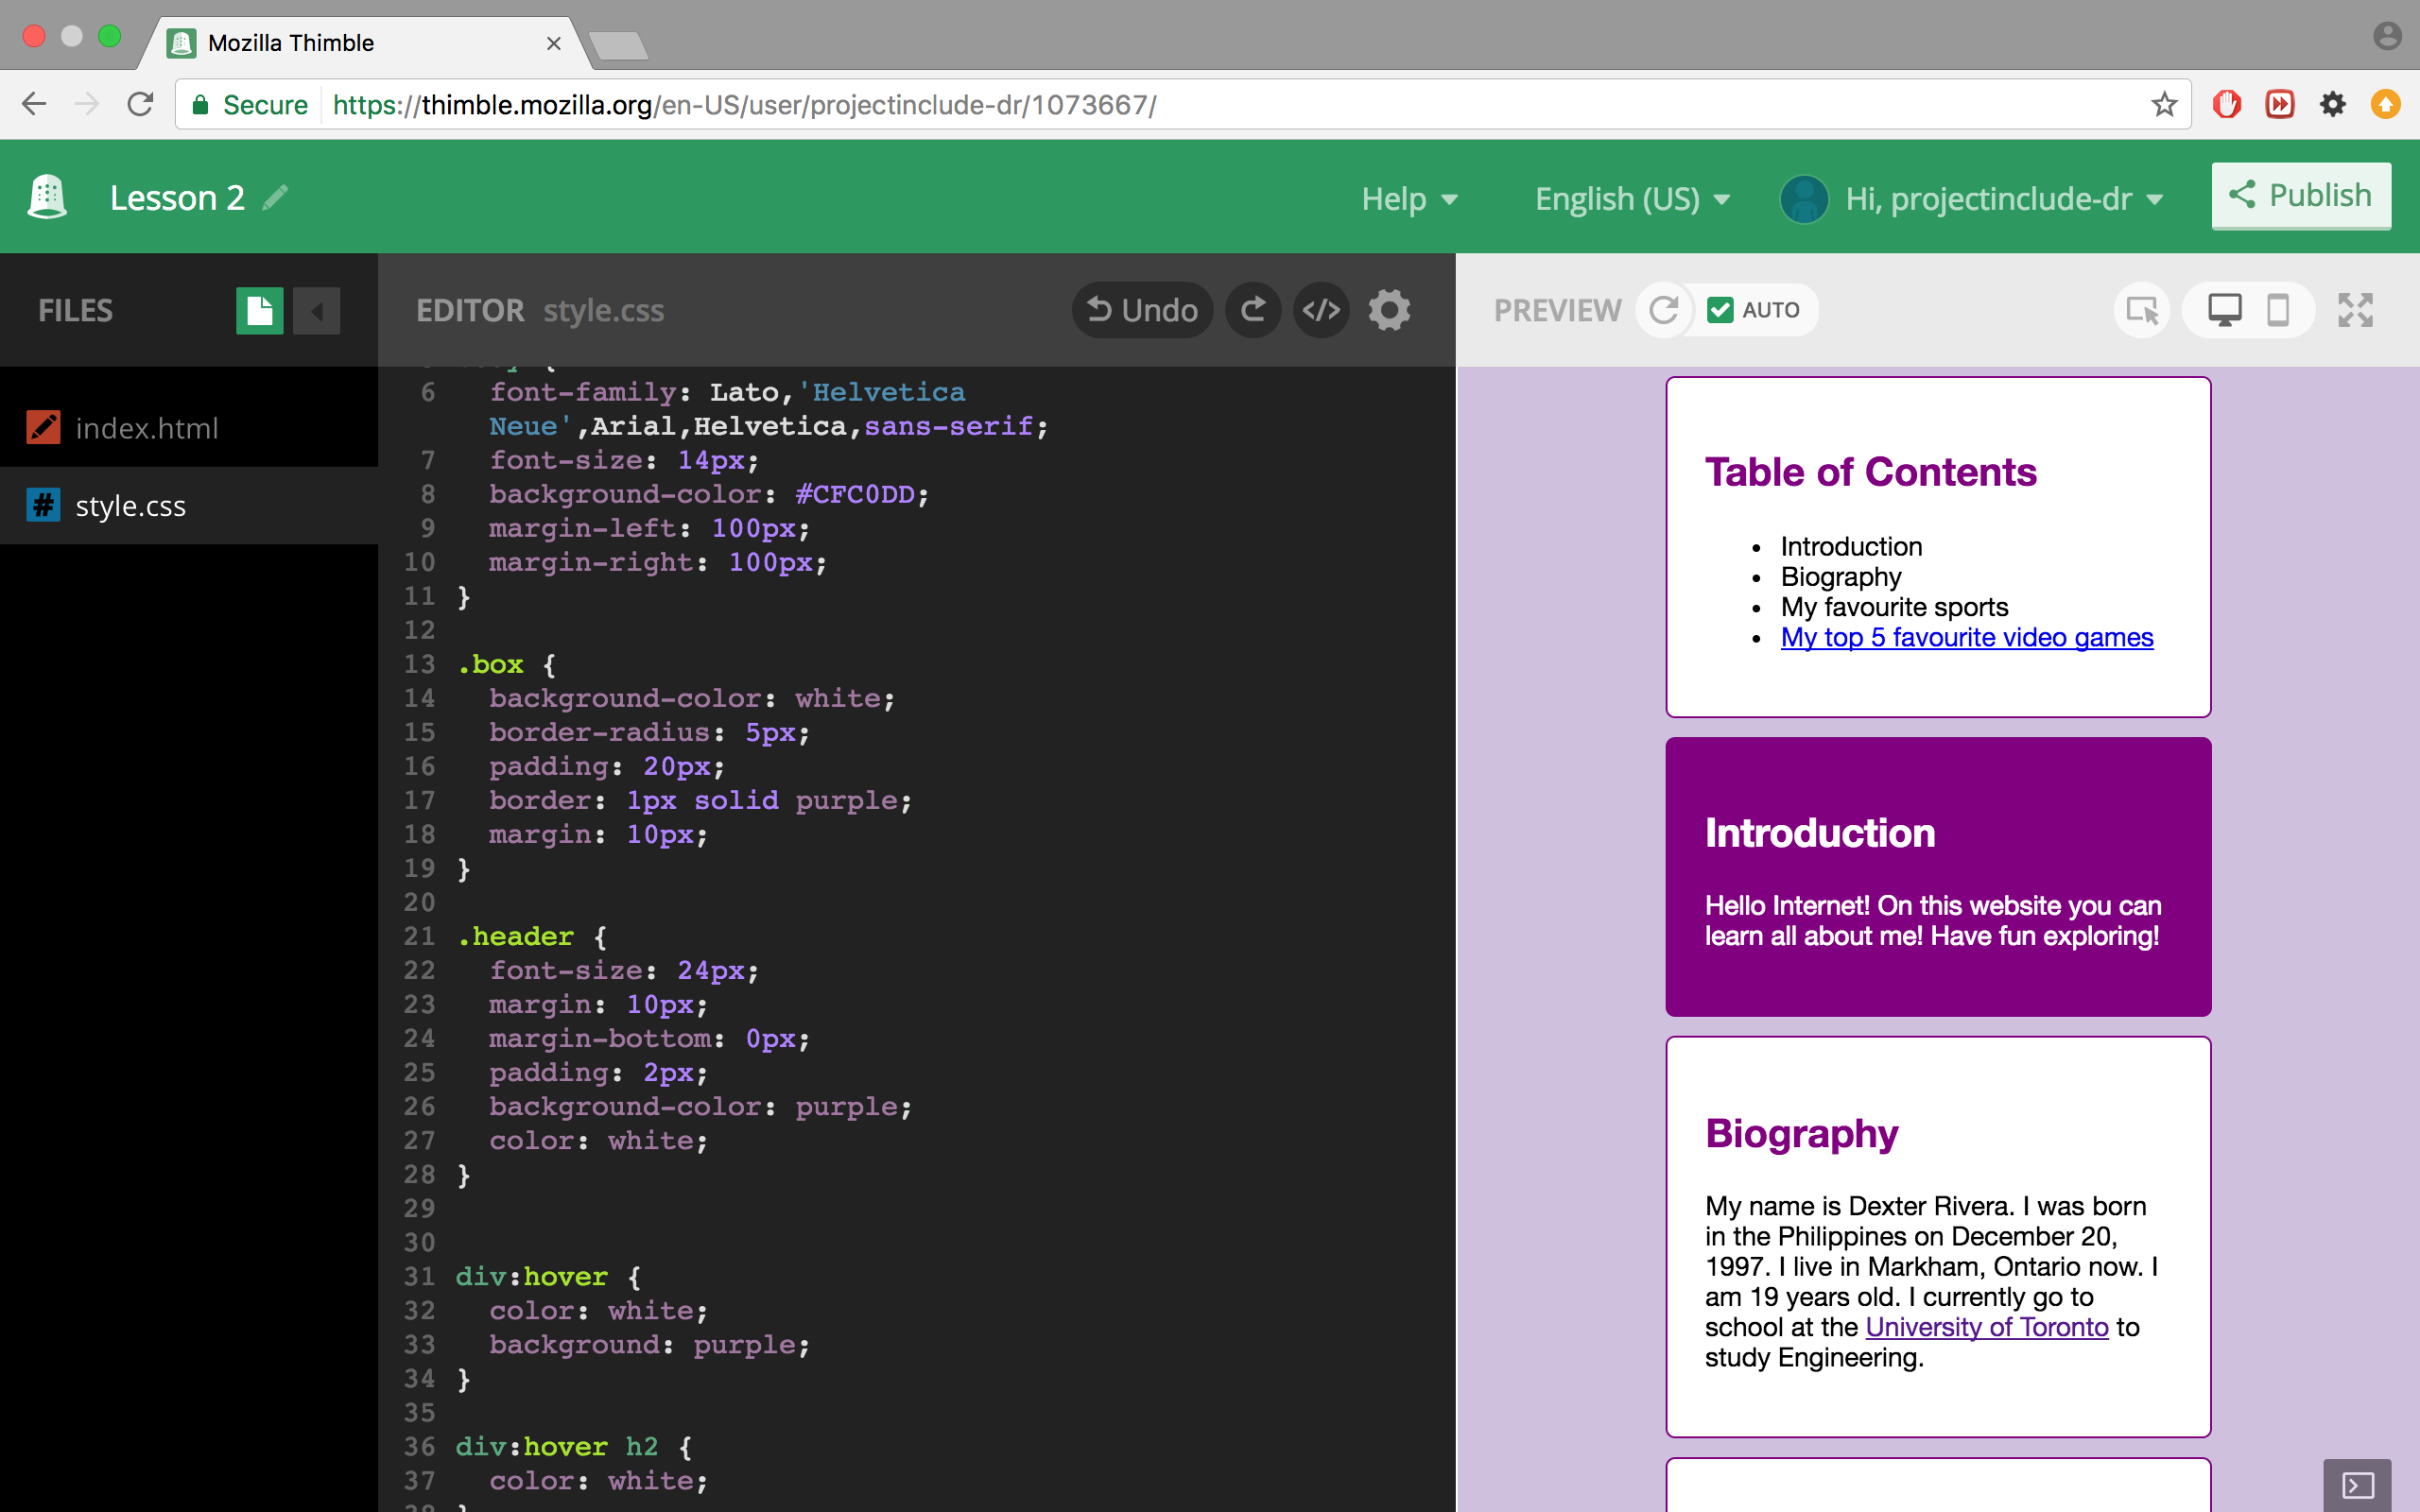 Mozilla Thimble
Secure https://thimble.mozilla.org/en-US/user/projectinclude-dr/1073667/
Lesson 2
Help
English (US)
Hi, projectinclude-dr
Publish
FILES
index.html
style.css
EDITOR style.css
Undo
6 font-family: Lato,'Helvetica
Neue',Arial,Helvetica,sans-serif;
7 font-size: 14px;
8 background-color: #CFC0DD;
9 margin-left: 100px;
10 margin-right: 100px;
11 }
12
13 .box {
14 background-color: white;
15 border-radius: 5px;
16 padding: 20px;
17 border: 1px solid purple;
18 margin: 10px;
19 }
20
21 .header {
22 font-size: 24px;
23 margin: 10px;
24 margin-bottom: 0px;
25 padding: 2px;
26 background-color: purple;
27 color: white;
28 }
29
30
31 div:hover {
32 color: white;
33 background: purple;
34 }
35
36 div:hover h2 {
37 color: white;
PREVIEW
AUTO
Table of Contents
• Introduction
• Biography
• My favourite sports
• My top 5 favourite video games
Introduction
Hello Internet! On this website you can
learn all about me! Have fun exploring!
Biography
My name is Dexter Rivera. I was born
in the Philippines on December 20,
1997. I live in Markham, Ontario now. I
am 19 years old. I currently go to
school at the University of Toronto to
study Engineering.